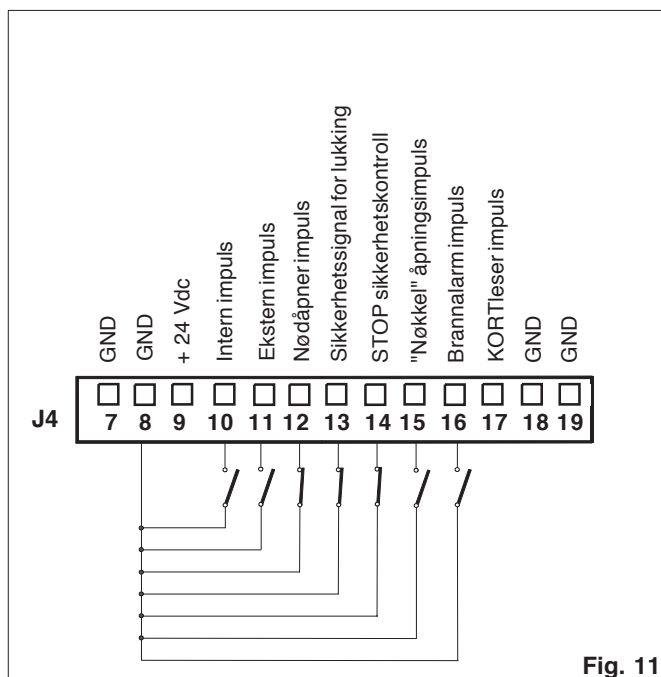 GND
GND
+ 24 Vdc
Intern impuls
Ekstern impuls
Nødåpner impuls
Sikkerhetssignal for lukking
STOP sikkerhetskontroll
"Nøkkel" åpningsimpuls
Brannalarm impuls
KORTleser impuls
GND
GND
J4
7 8 9 10 11 12 13 14 15 16 17 18 19
Fig. 11